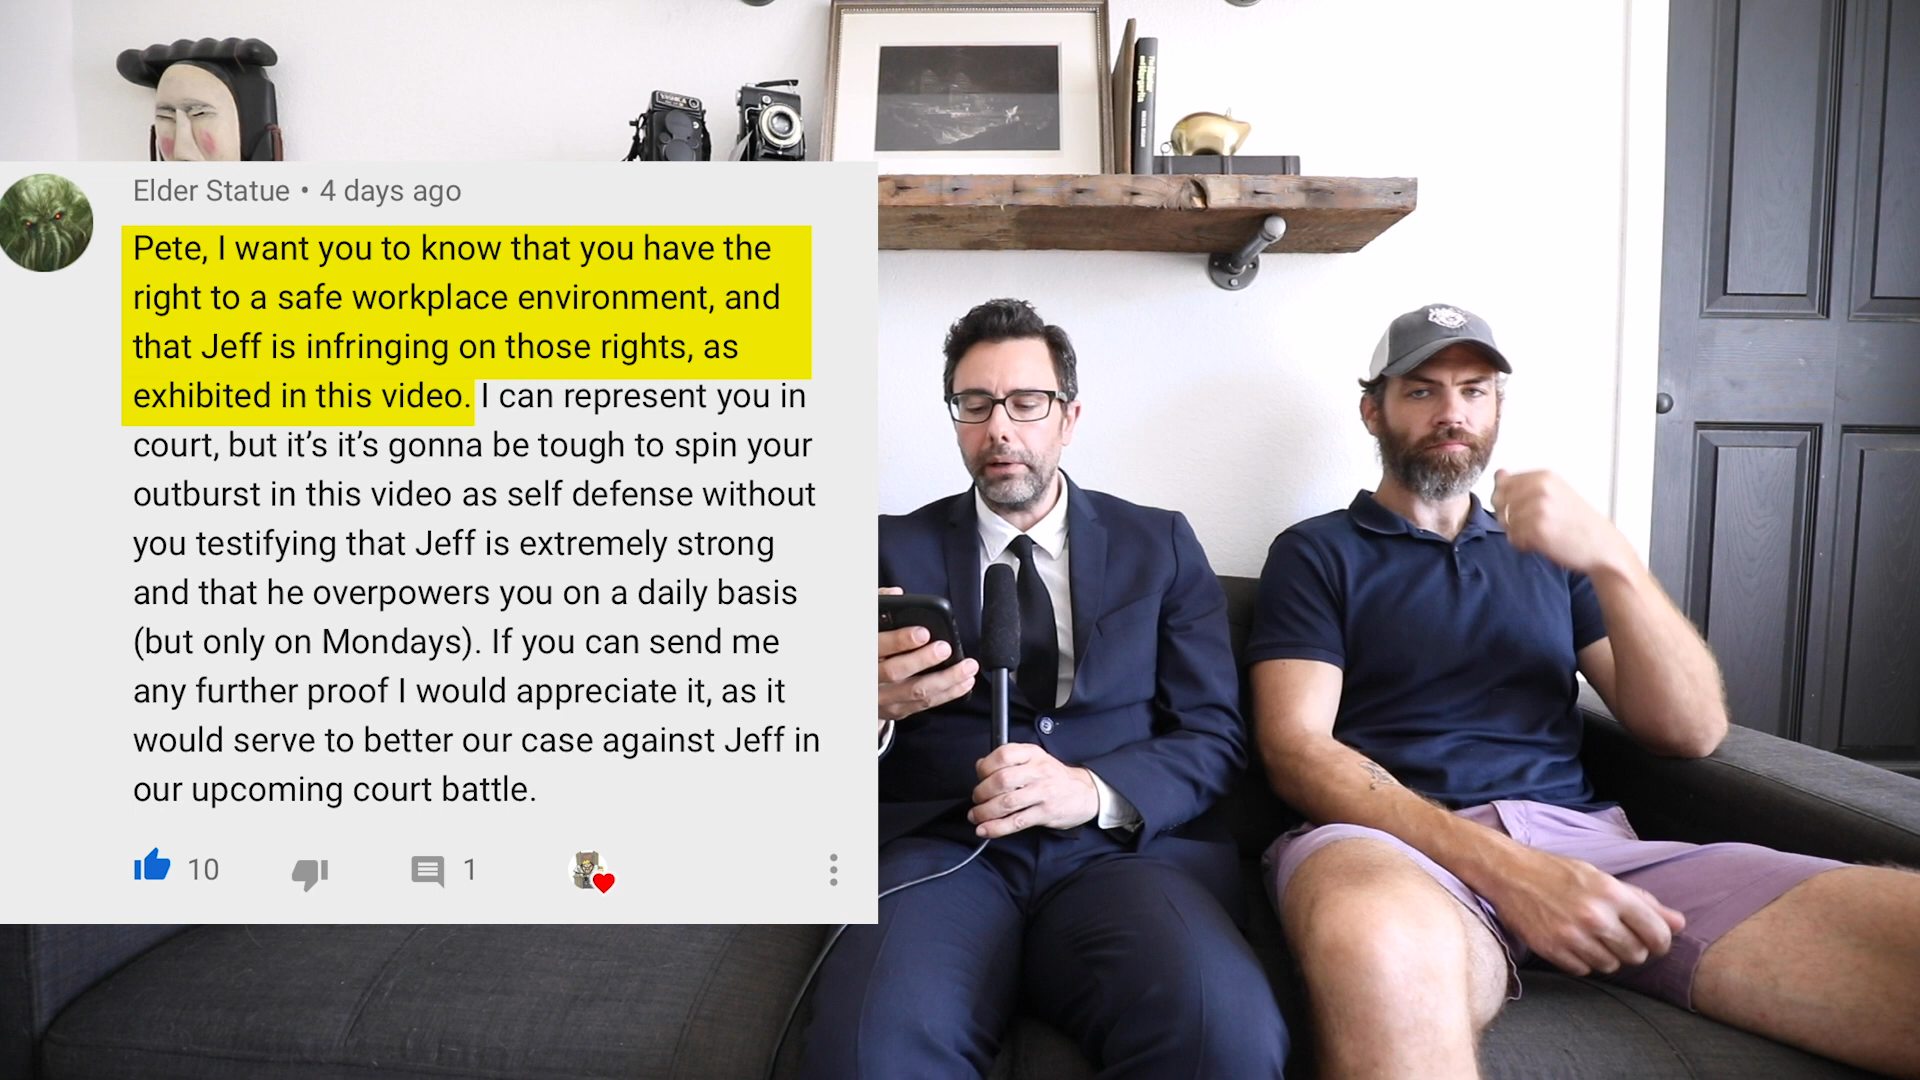 Elder Statue • 4 days ago
Pete, I want you to know that you have the
right to a safe workplace environment, and
that Jeff is infringing on those rights, as
exhibited in this video. I can represent you in
court, but it’s it’s gonna be tough to spin your
outburst in this video as self defense without
you testifying that Jeff is extremely strong
and that he overpowers you on a daily basis
(but only on Mondays). If you can send me
any further proof I would appreciate it, as it
would serve to better our case against Jeff in
our upcoming court battle.
10
1
YASHICA